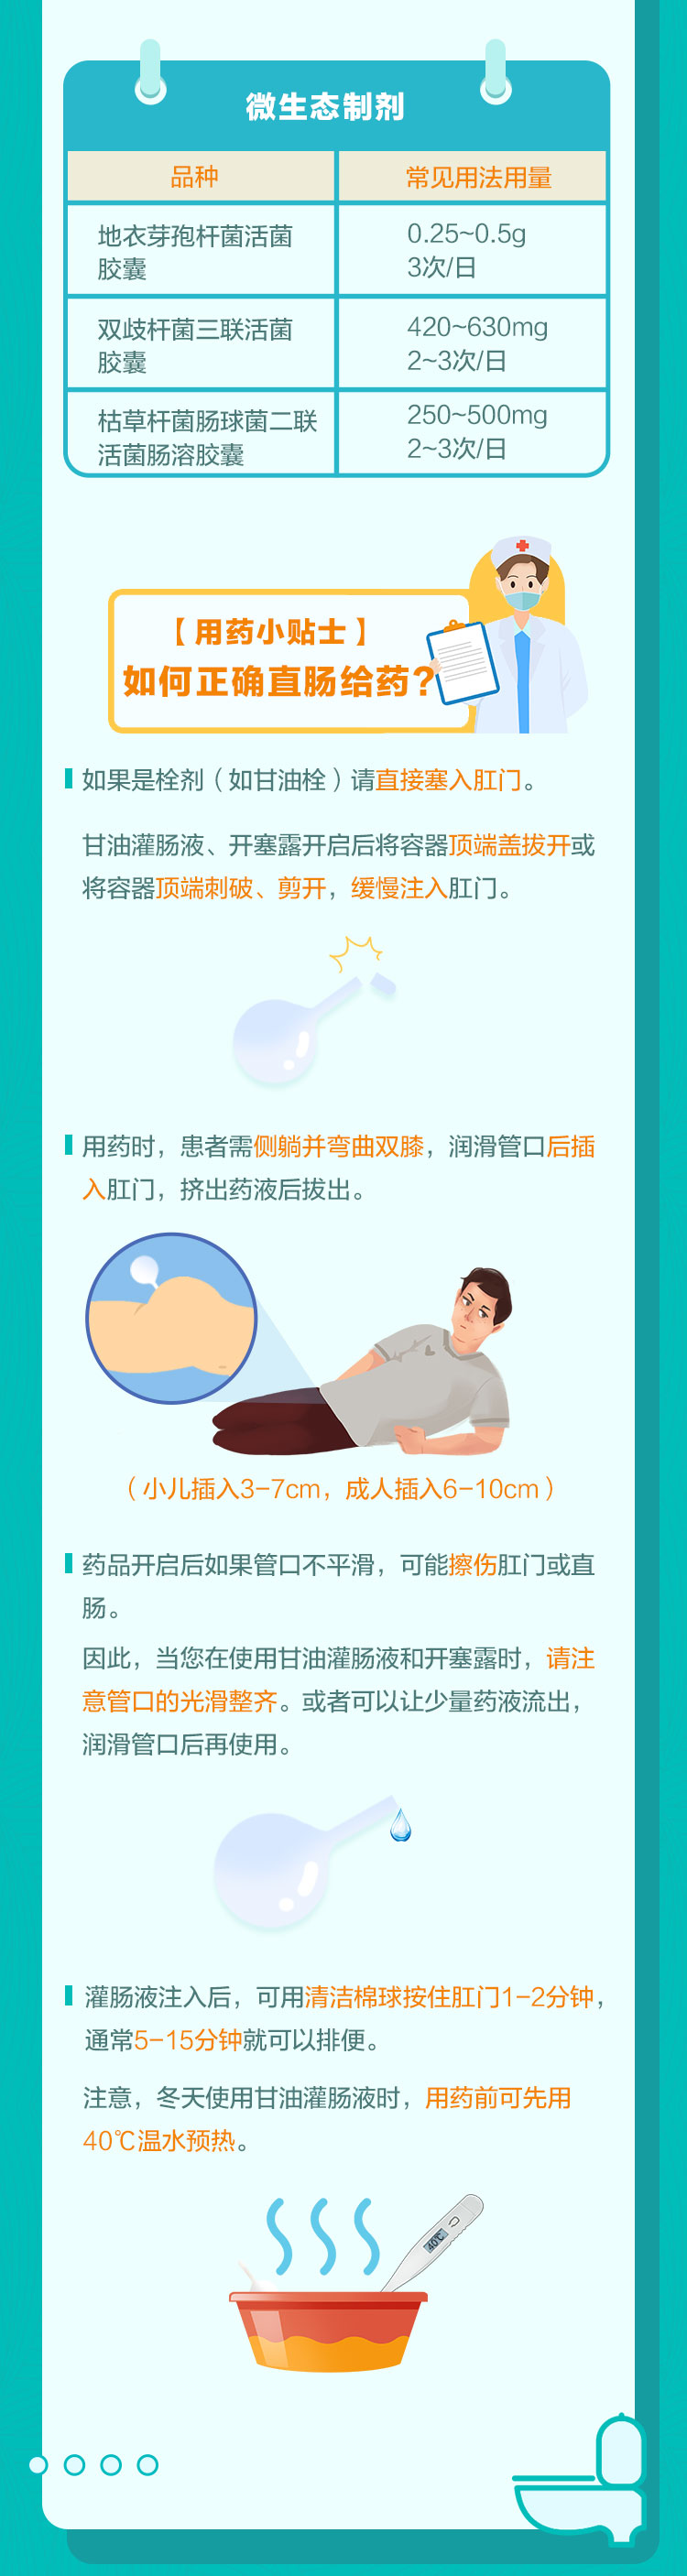 微生态制剂
品种
常见用法用量
地衣芽孢杆菌活菌
胶囊
0.25~0.5g
3次/日
双歧杆菌三联活菌
胶囊
420~630mg
2~3次/日
枯草杆菌肠球菌二联
活菌肠溶胶囊
250~500mg
2~3次/日
【用药小贴士】
如何正确直肠给药?
如果是栓剂（如甘油栓）请直接塞入肛门。
甘油灌肠液、开塞露开启后将容器顶端盖拔开或
将容器顶端刺破、剪开，缓慢注入肛门。
用药时，患者需侧躺并弯曲双膝，润滑管口后插
入肛门，挤出药液后拔出。
（小儿插入3-7cm，成人插入6-10cm）
药品开启后如果管口不平滑，可能擦伤肛门或直
肠。
因此，当您在使用甘油灌肠液和开塞露时，请注
意管口的光滑整齐。或者可以让少量药液流出，
润滑管口后再使用。
灌肠液注入后，可用清洁棉球按住肛门1-2分钟，
通常5-15分钟就可以排便。
注意，冬天使用甘油灌肠液时，用药前可先用
40℃温水预热。
40℃